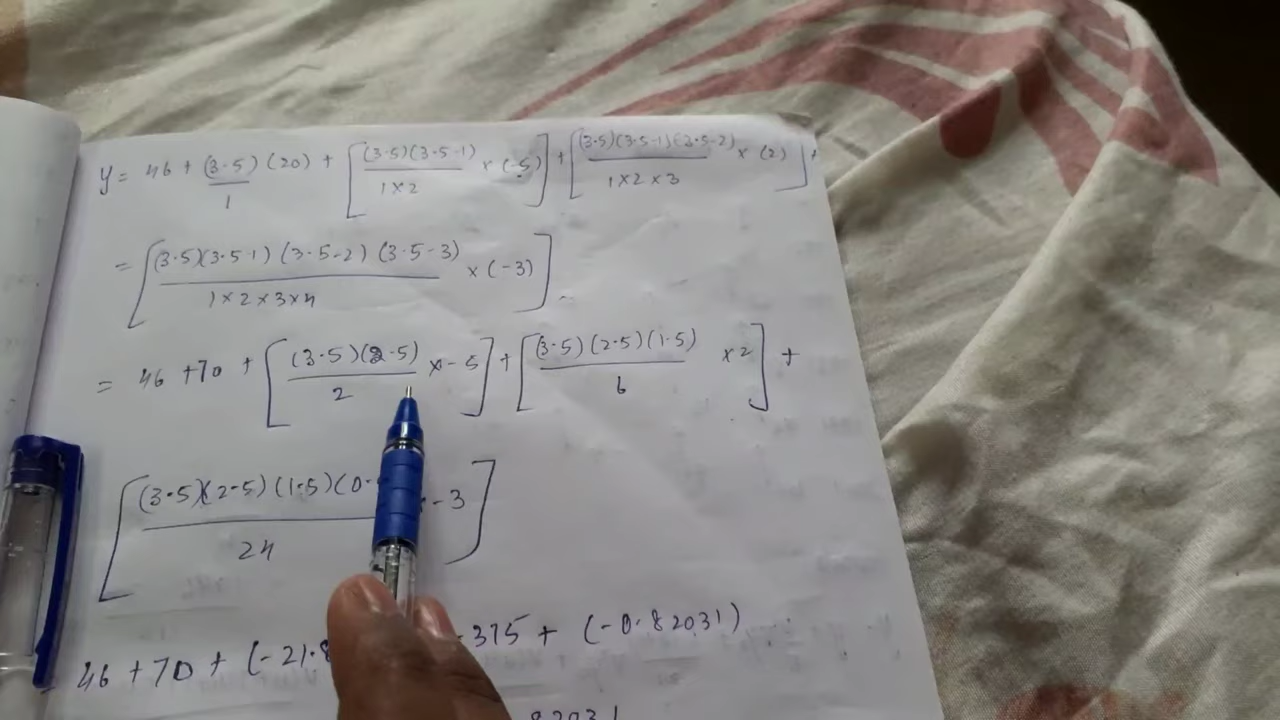 y = 46 + (3.5)/1 (20) + [(3.5)(3.5-1)/1×2 × (-5)] + [(3.5)(3.5-1)(3.5-2)/1×2×3 × (2)] +
= [(3.5)(3.5-1)(3.5-2)(3.5-3)/1×2×3×4 × (-3)]
= 46 + 70 + [(3.5)(2.5)/2 × -5] + [(3.5)(2.5)(1.5)/6 × 2] +
[(3.5)(2.5)(1.5)(0. /24 -3]
= 46 + 70 + (-21.8 375 + (-0.82031)
82031